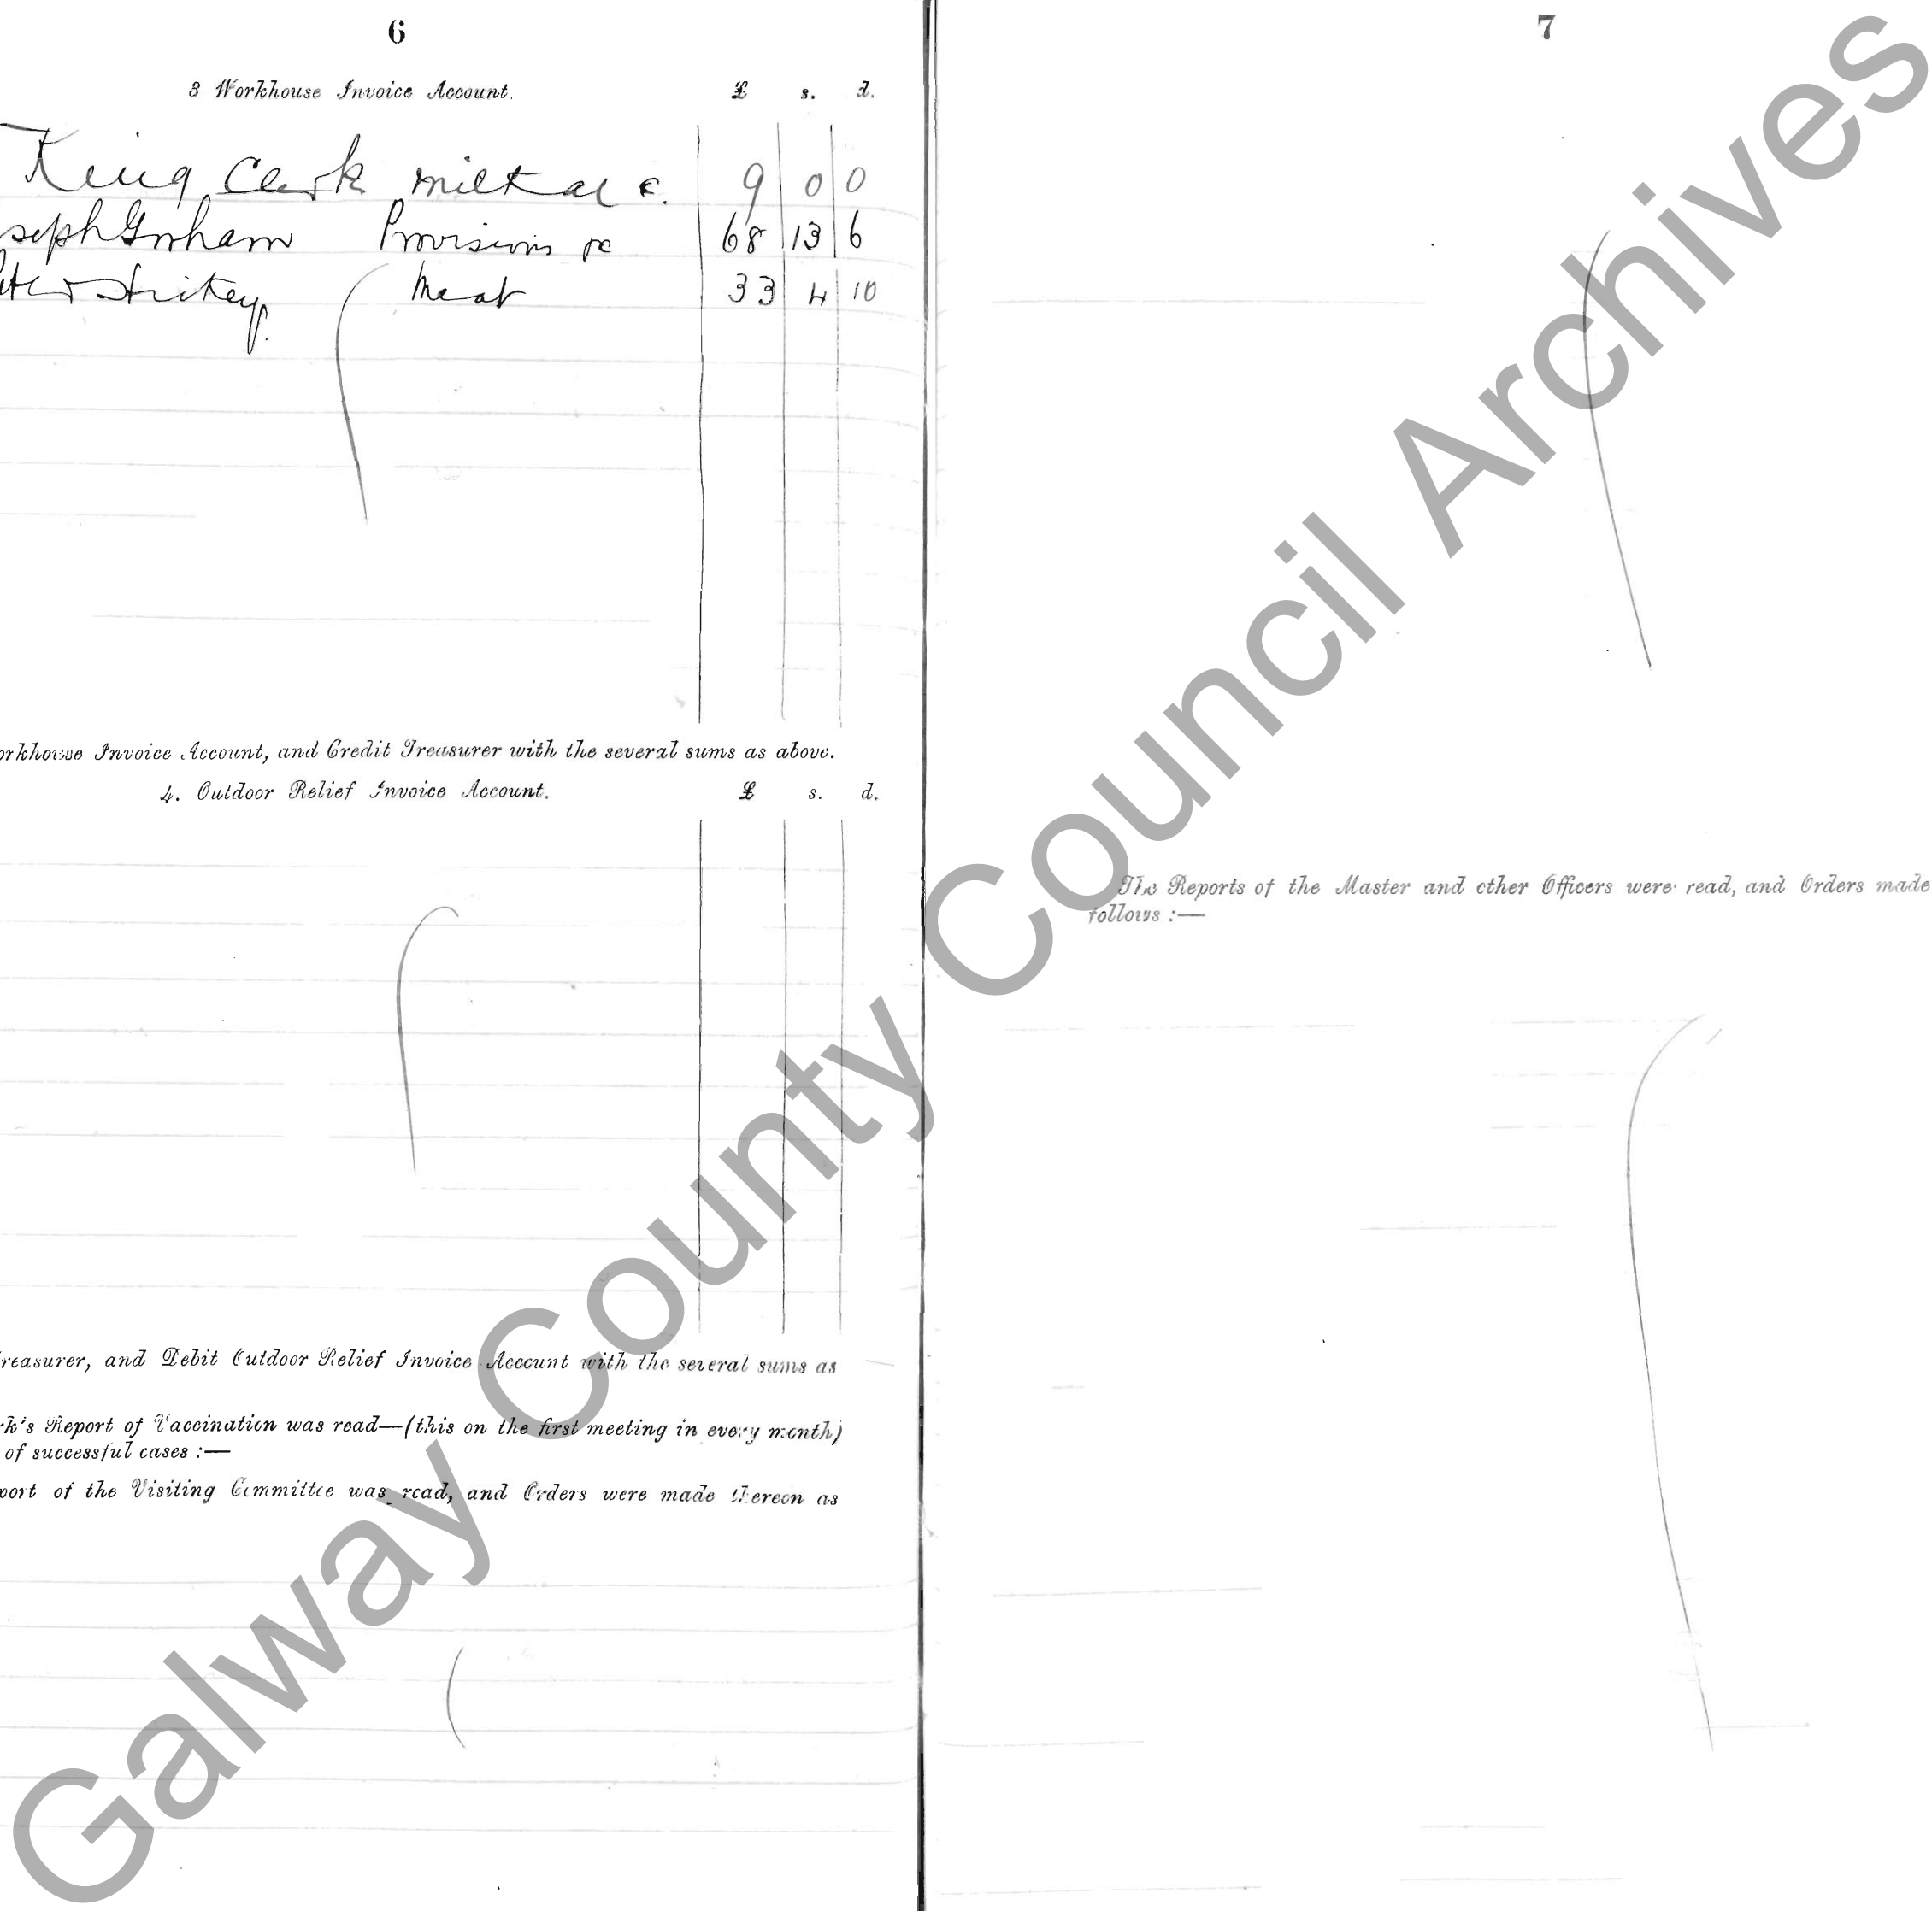 6
3 Workhouse Invoice Account. £ s. d.
King Clerk milk a/c. 9 0 0
seph Gorham Provisions &c 68 13 6
Meat 33 4 10
orkhouse Invoice Account, and Credit Treasurer with the several sums as above.
4. Outdoor Relief Invoice Account. £ s. d.
reasurer, and Debit Outdoor Relief Invoice Account with the several sums as
rk's Report of Vaccination was read—(this on the first meeting in every month)
of successful cases :—
port of the Visiting Committee was read, and Orders were made thereon as
7
The Reports of the Master and other Officers were read, and Orders made
follows :—
Galway County Council Archives